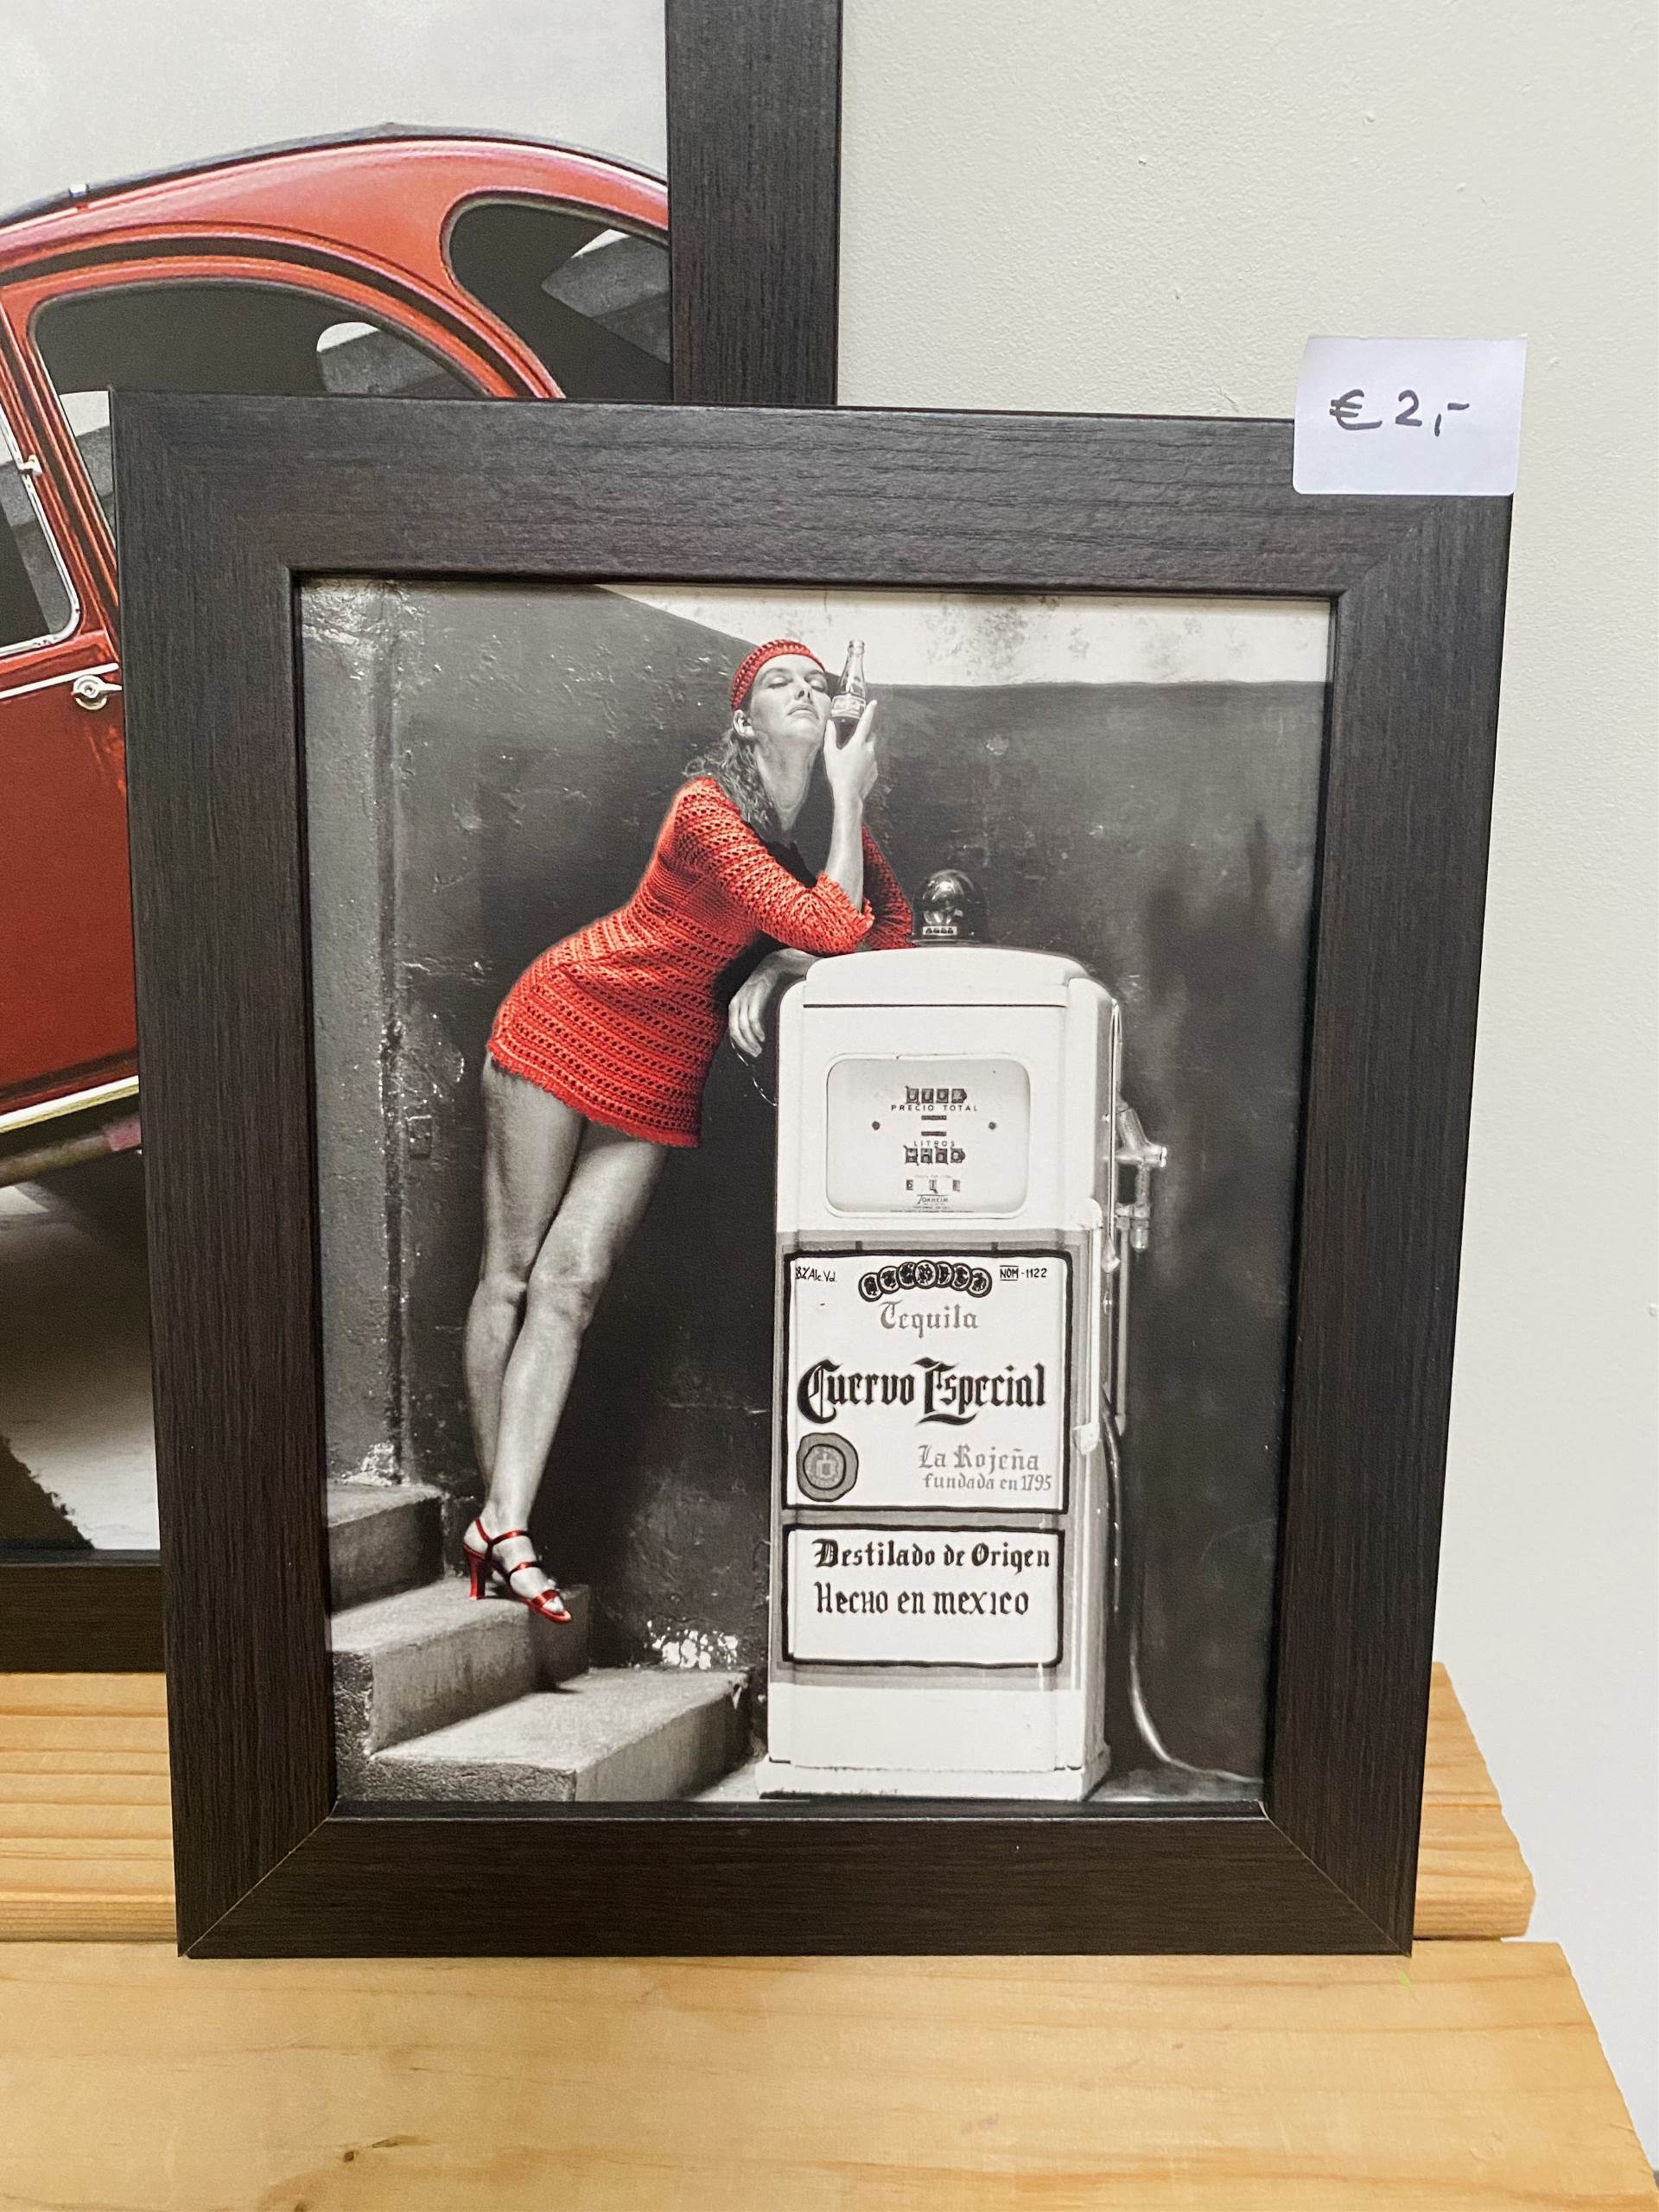 € 2,-
PRECIO TOTAL
LITROS
TOKHEIM
NOM-1122
Tequila
Cuervo Especial
La Rojeña
fundada en 1795
Destilado de Origen
Hecho en mexico